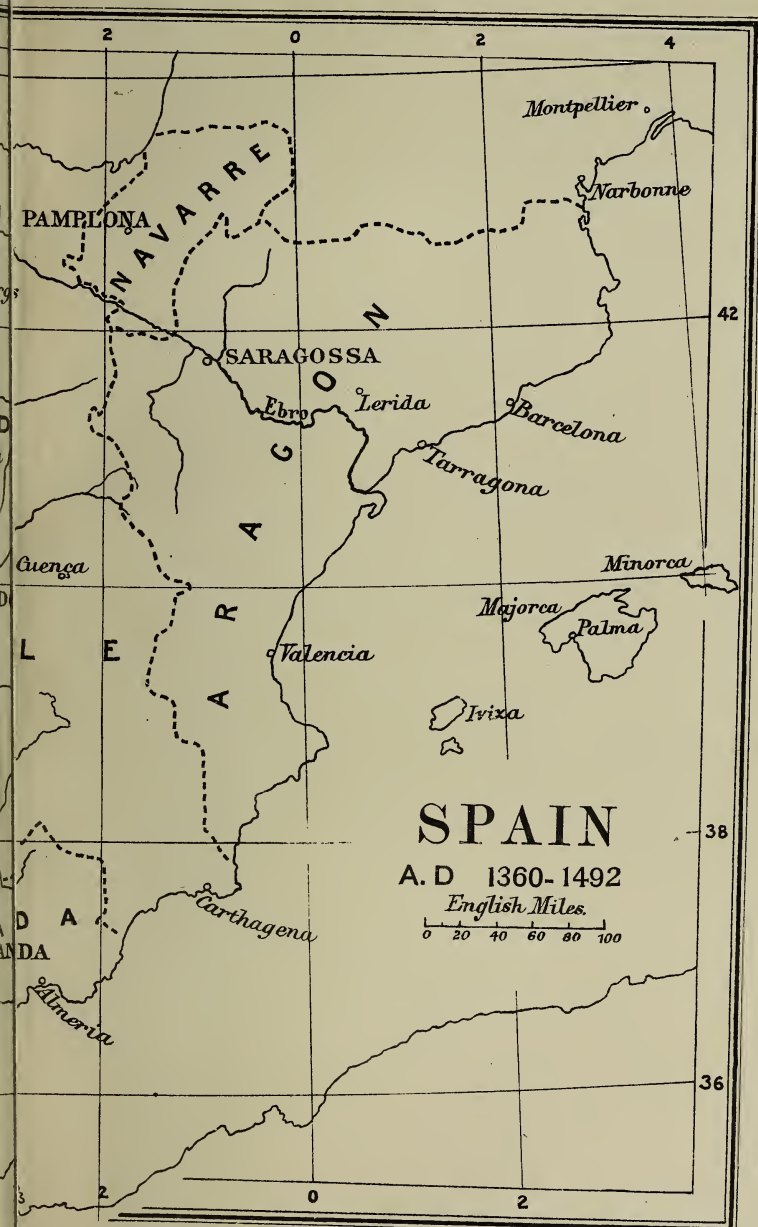 2 0 2 4
Montpellier
NAVARRE
Narbonne
PAMPLONA
42
SARAGOSSA
ARAGON
Ebro
Lerida
Barcelona
Tarragona
Cuença
Minorca
Majorca
Palma
L E
Valencia
Iviza
SPAIN
38
A.D 1360-1492
English Miles.
0 20 40 60 80 100
Carthagena
D A
Almeria
36
2 0 2